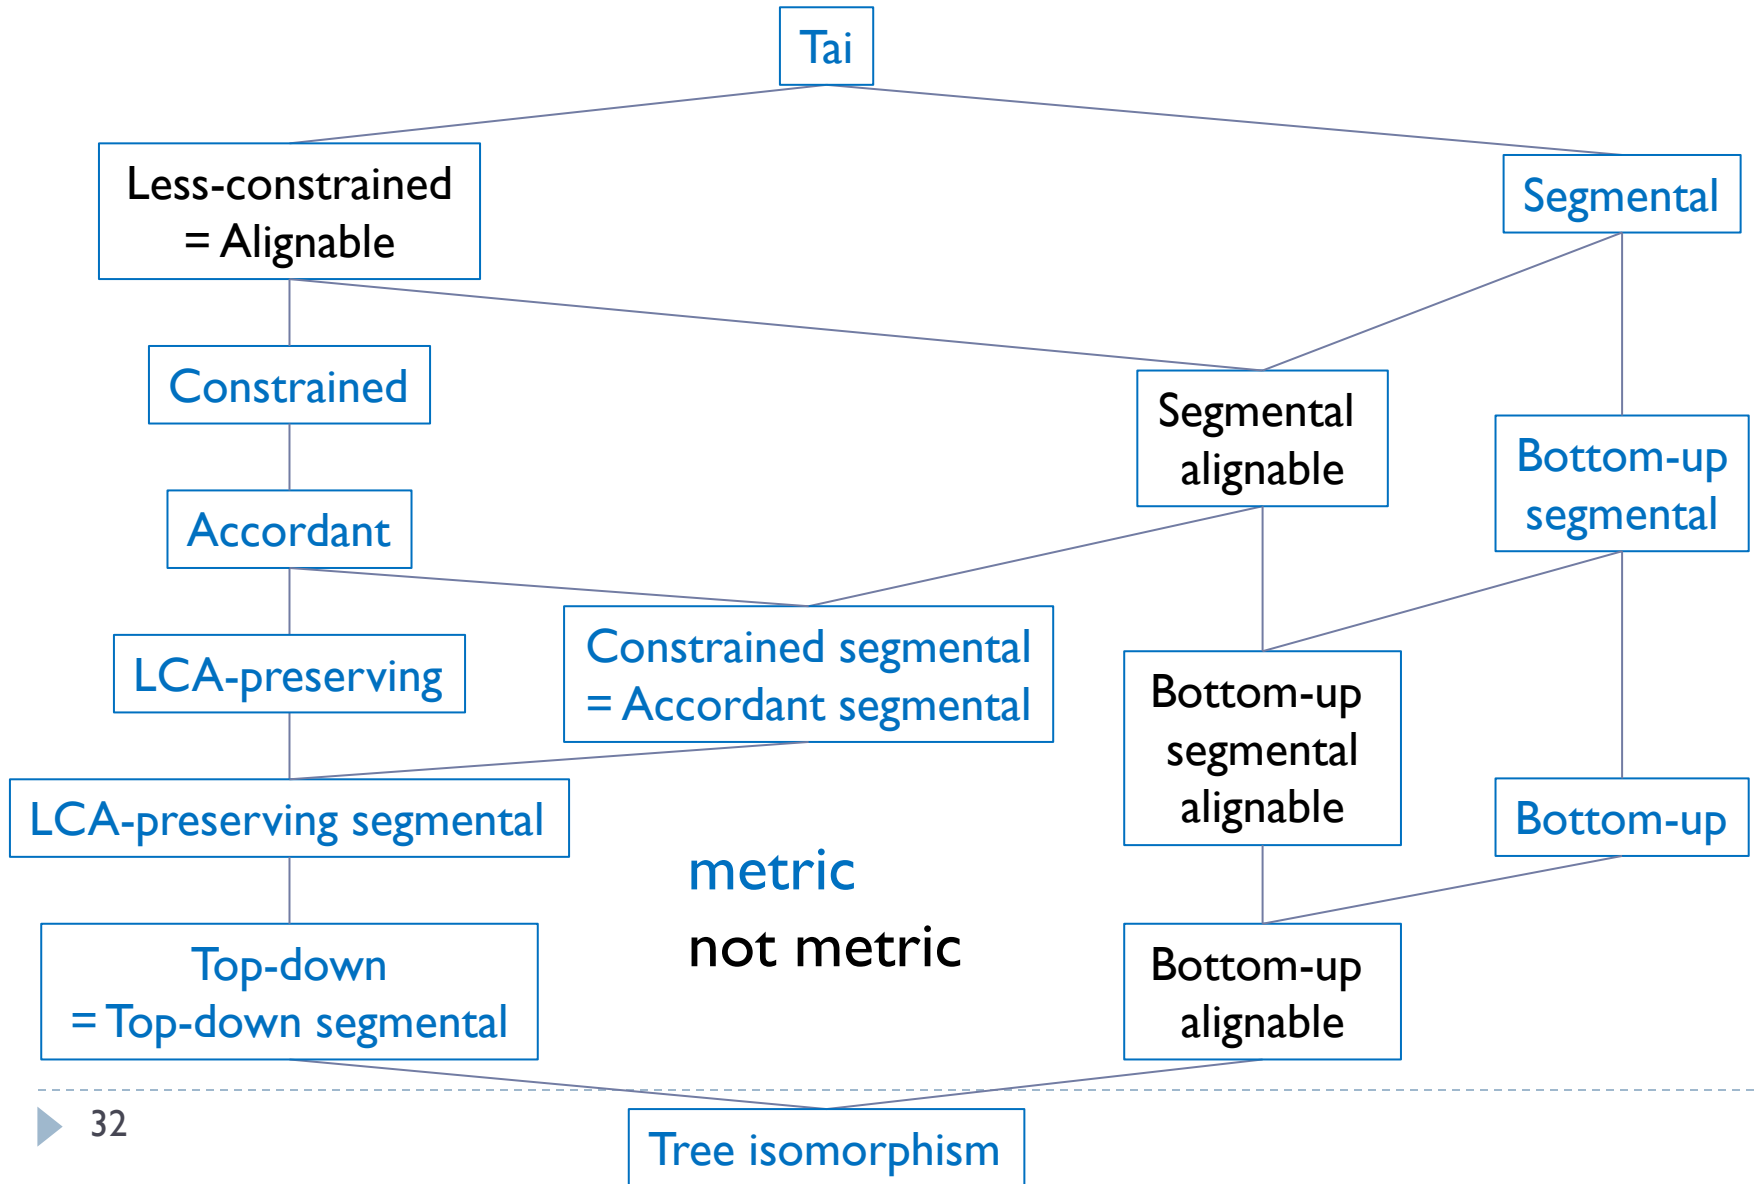 Tai
Less-constrained
= Alignable
Segmental
Constrained
Segmental
alignable
Bottom-up
segmental
Accordant
Constrained segmental
= Accordant segmental
LCA-preserving
Bottom-up
segmental
alignable
LCA-preserving segmental
Bottom-up
metric
not metric
Top-down
= Top-down segmental
Bottom-up
alignable
32
Tree isomorphism